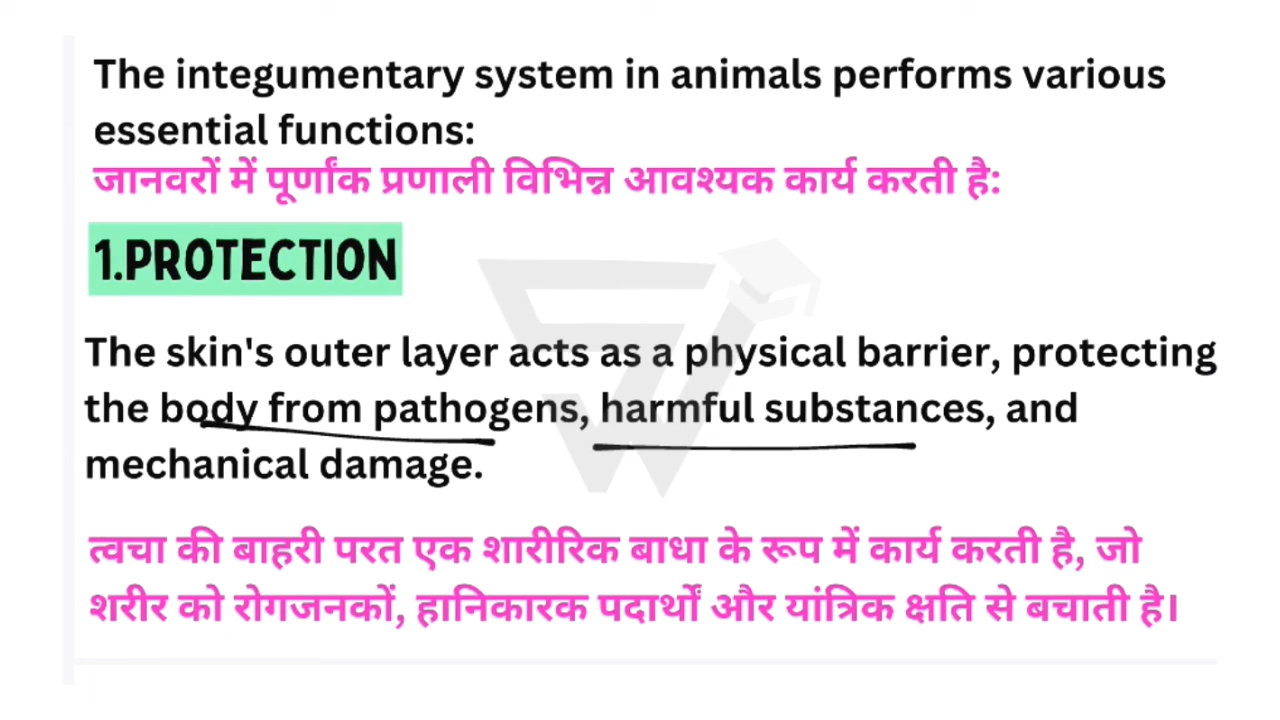 The integumentary system in animals performs various
essential functions:
जानवरों में पूर्णांक प्रणाली विभिन्न आवश्यक कार्य करती है:
1.PROTECTION
The skin's outer layer acts as a physical barrier, protecting
the body from pathogens, harmful substances, and
mechanical damage.
त्वचा की बाहरी परत एक शारीरिक बाधा के रूप में कार्य करती है, जो
शरीर को रोगजनकों, हानिकारक पदार्थों और यांत्रिक क्षति से बचाती है।